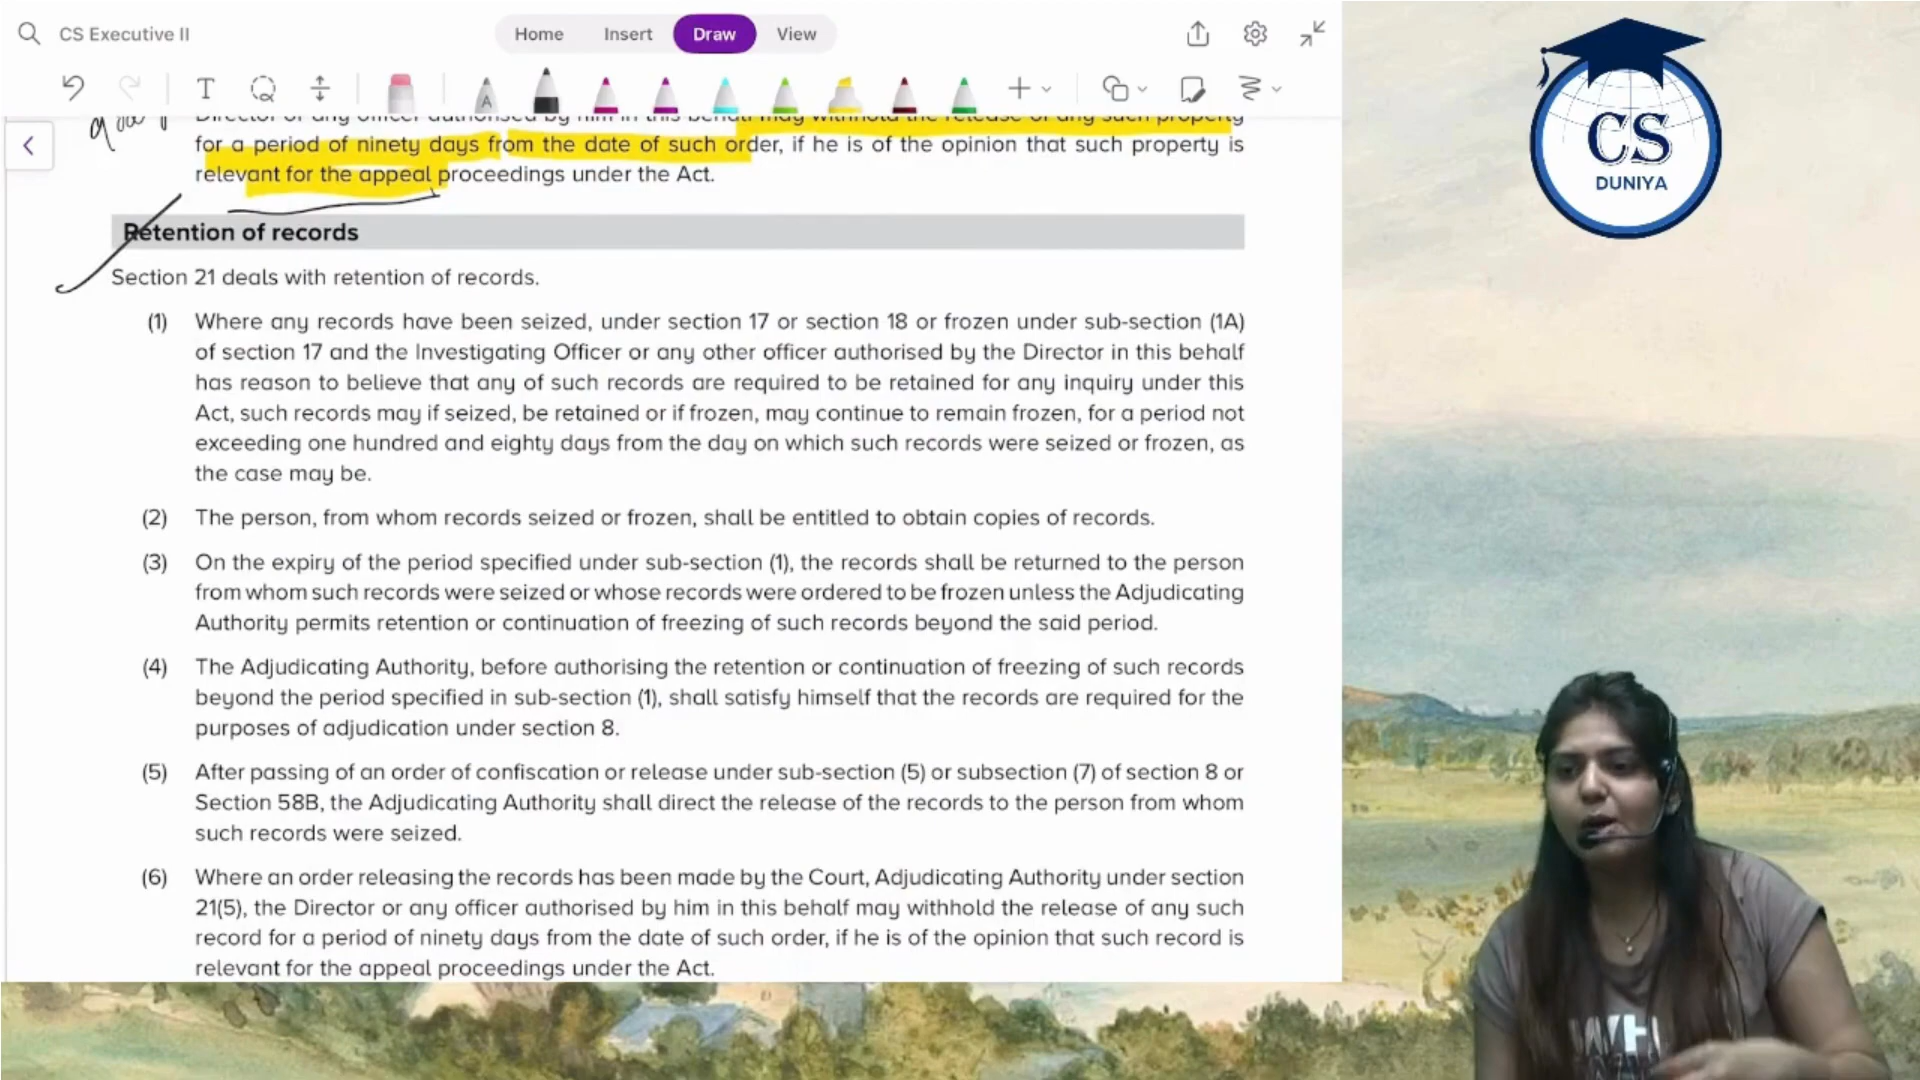 CS Executive II
Home Insert Draw View
Director or any officer authorised by him in this behalf may withhold the release of any such property
for a period of ninety days from the date of such order, if he is of the opinion that such property is
relevant for the appeal proceedings under the Act.
Retention of records
Section 21 deals with retention of records.
(1) Where any records have been seized, under section 17 or section 18 or frozen under sub-section (1A)
of section 17 and the Investigating Officer or any other officer authorised by the Director in this behalf
has reason to believe that any of such records are required to be retained for any inquiry under this
Act, such records may if seized, be retained or if frozen, may continue to remain frozen, for a period not
exceeding one hundred and eighty days from the day on which such records were seized or frozen, as
the case may be.
(2) The person, from whom records seized or frozen, shall be entitled to obtain copies of records.
(3) On the expiry of the period specified under sub-section (1), the records shall be returned to the person
from whom such records were seized or whose records were ordered to be frozen unless the Adjudicating
Authority permits retention or continuation of freezing of such records beyond the said period.
(4) The Adjudicating Authority, before authorising the retention or continuation of freezing of such records
beyond the period specified in sub-section (1), shall satisfy himself that the records are required for the
purposes of adjudication under section 8.
(5) After passing of an order of confiscation or release under sub-section (5) or subsection (7) of section 8 or
Section 58B, the Adjudicating Authority shall direct the release of the records to the person from whom
such records were seized.
(6) Where an order releasing the records has been made by the Court, Adjudicating Authority under section
21(5), the Director or any officer authorised by him in this behalf may withhold the release of any such
record for a period of ninety days from the date of such order, if he is of the opinion that such record is
relevant for the appeal proceedings under the Act.
CS
DUNIYA